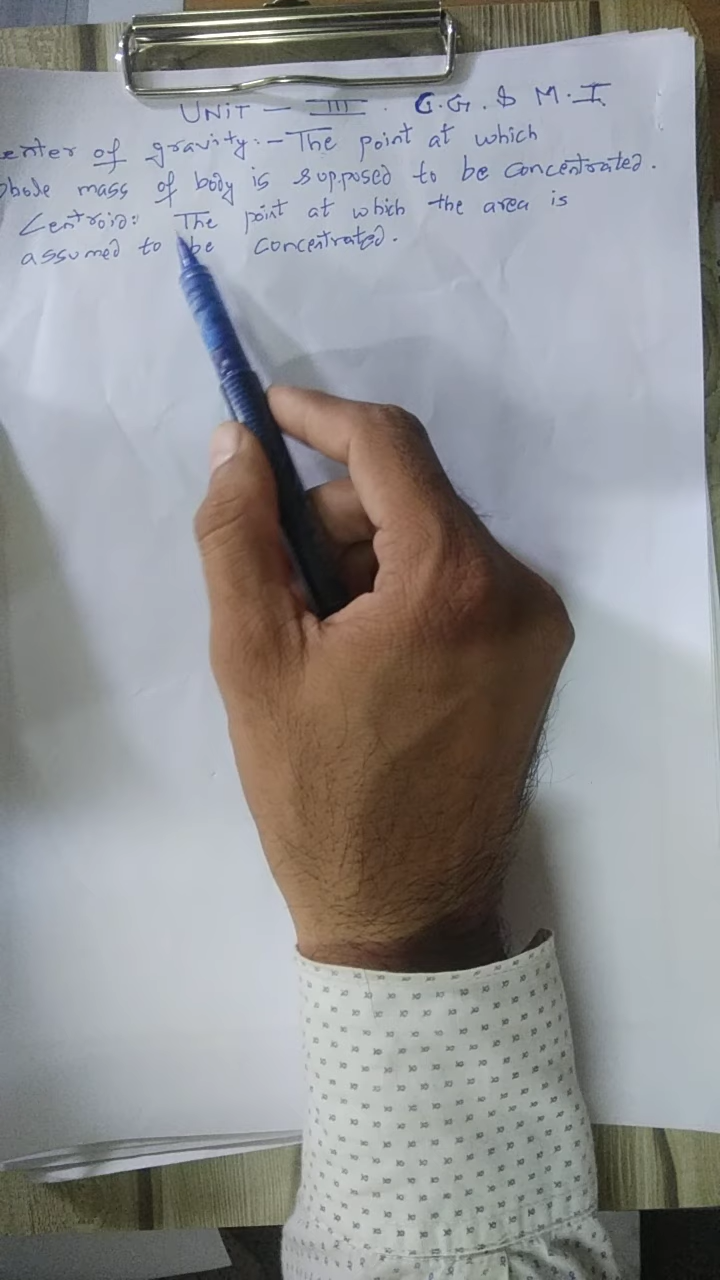 UNIT - III. C.G. & M.I
enter of gravity:- The point at which
hole mass of body is supposed to be concentrated.
Centroid: The point at which the area is
assumed to be concentrated.